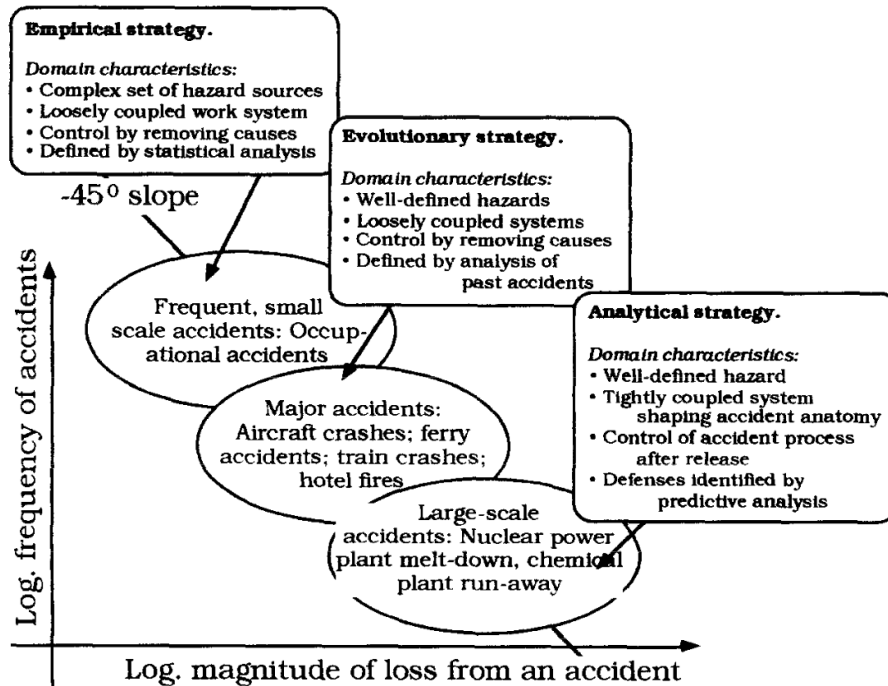 Empirical strategy.
Domain characteristics:
• Complex set of hazard sources
• Loosely coupled work system
• Control by removing causes
• Defined by statistical analysis
Evolutionary strategy.
Domain characteristics:
• Well-defined hazards
• Loosely coupled systems
• Control by removing causes
• Defined by analysis of
past accidents
Analytical strategy.
Domain characteristics:
• Well-defined hazard
• Tightly coupled system
shaping accident anatomy
• Control of accident process
after release
• Defenses identified by
predictive analysis
-45º slope
Frequent, small
scale accidents: Occup-
ational accidents
Major accidents:
Aircraft crashes; ferry
accidents; train crashes;
hotel fires
Large-scale
accidents: Nuclear power
plant melt-down, chemical
plant run-away
Log. frequency of accidents
Log. magnitude of loss from an accident